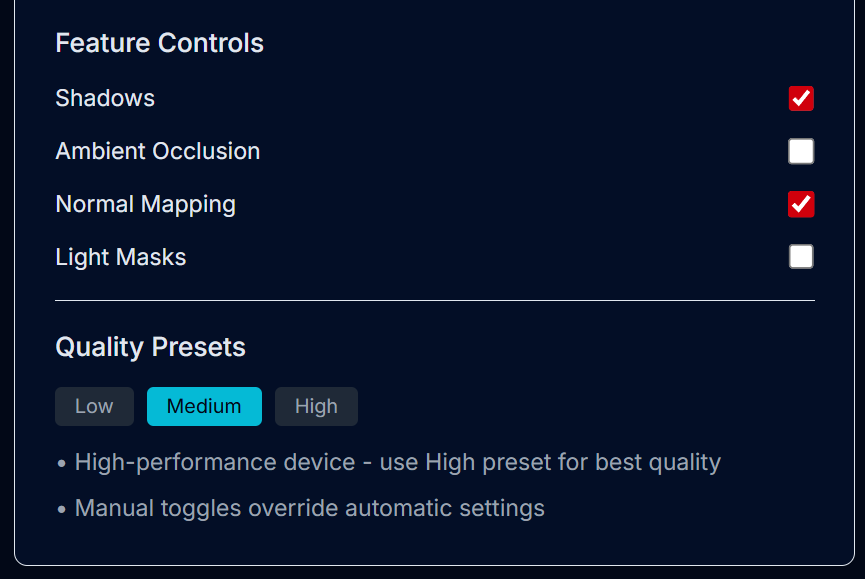 Feature Controls
Shadows
Ambient Occlusion
Normal Mapping
Light Masks
Quality Presets
Low Medium High
• High-performance device - use High preset for best quality
• Manual toggles override automatic settings